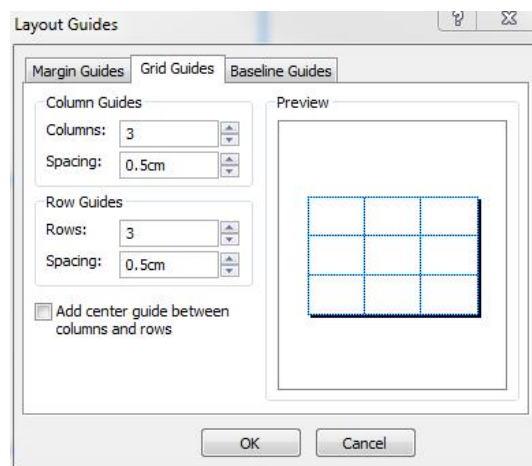 Layout Guides
Margin Guides Grid Guides Baseline Guides
Column Guides
Columns: 3
Spacing: 0.5cm
Row Guides
Rows: 3
Spacing: 0.5cm
Add center guide between
columns and rows
Preview
OK Cancel